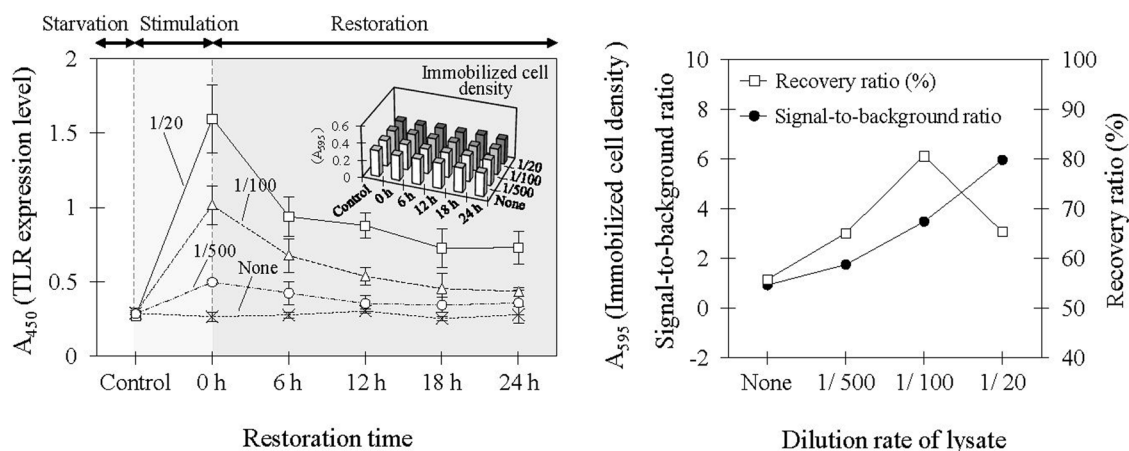 Starvation Stimulation Restoration
A450 (TLR expression level)
2
1.5
1
0.5
0
1/20
1/100
1/500
None
Immobilized cell
density
(A595)
0.6
0.4
0.2
0
Control
0 h
6 h
12 h
18 h
24 h
1/20
1/100
1/500
None
Control 0 h 6 h 12 h 18 h 24 h
Restoration time
A595 (Immobilized cell density)
Signal-to-background ratio
10
8
6
4
2
0
-2
Recovery ratio (%)
Signal-to-background ratio
100
90
80
70
60
50
40
Recovery ratio (%)
None 1/ 500 1/ 100 1/ 20
Dilution rate of lysate